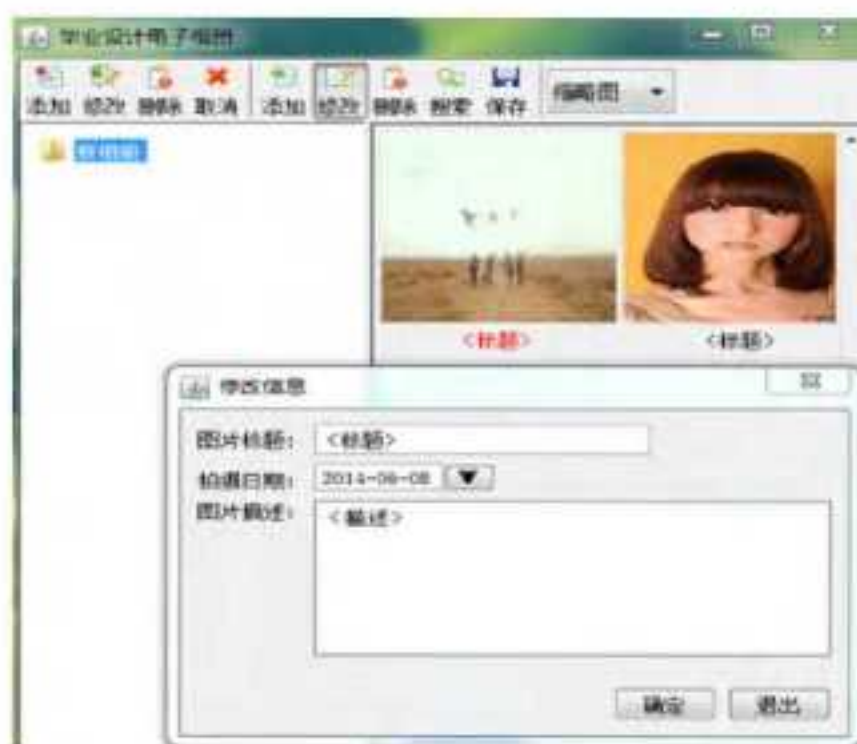 毕业设计电子相册
添加 修改 删除 取消 添加 修改 删除 搜索 保存 缩略图
<标题> <标题>
修改信息
图片标题： <标题>
拍摄日期： 2014-06-08
图片描述： <描述>
确定 退出